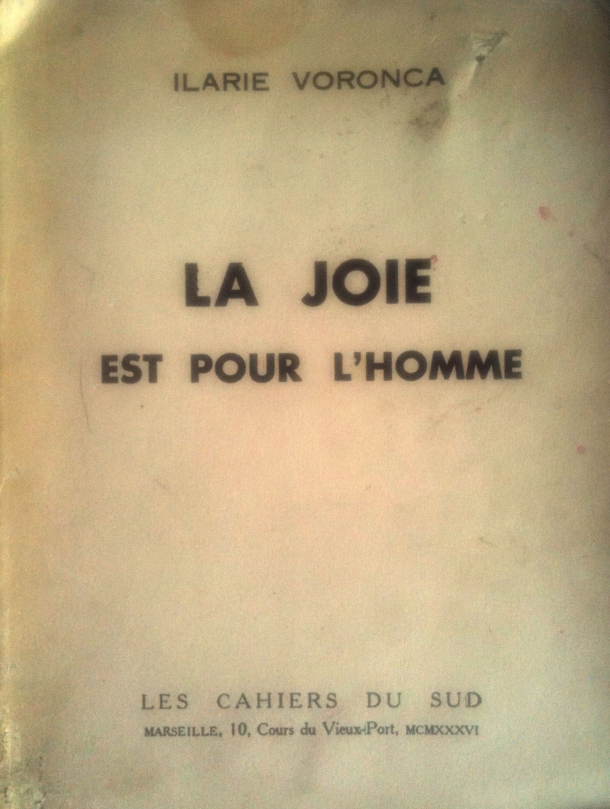 ILARIE VORONCA
LA JOIE
EST POUR L'HOMME
LES CAHIERS DU SUD
MARSEILLE, 10, Cours du Vieux-Port, MCMXXXVI